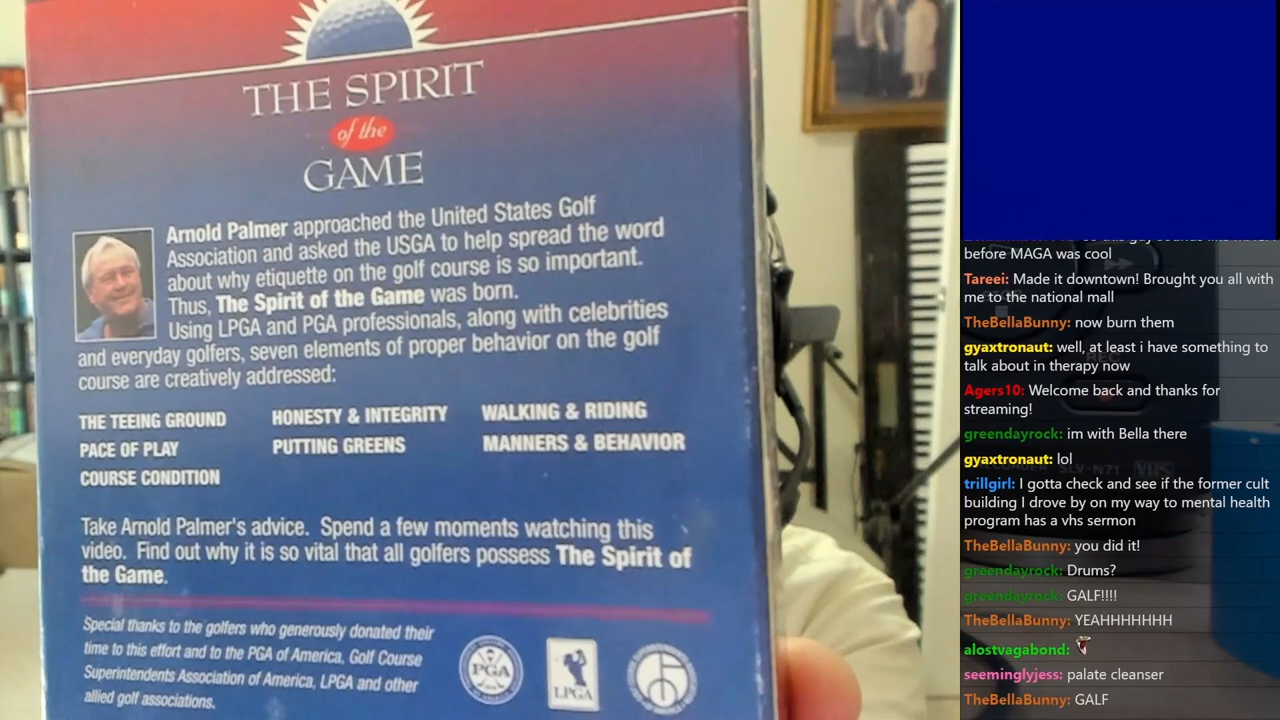 THE SPIRIT
of the
GAME
Arnold Palmer approached the United States Golf
Association and asked the USGA to help spread the word
about why etiquette on the golf course is so important.
Thus, The Spirit of the Game was born.
Using LPGA and PGA professionals, along with celebrities
and everyday golfers, seven elements of proper behavior on the golf
course are creatively addressed:
THE TEEING GROUND HONESTY & INTEGRITY WALKING & RIDING
PACE OF PLAY PUTTING GREENS MANNERS & BEHAVIOR
COURSE CONDITION
Take Arnold Palmer's advice. Spend a few moments watching this
video. Find out why it is so vital that all golfers possess The Spirit of
the Game.
Special thanks to the golfers who generously donated their
time to this effort and to the PGA of America, Golf Course
Superintendents Association of America, LPGA and other
allied golf associations.
PGA
LPGA
before MAGA was cool
Tareei: Made it downtown! Brought you all with
me to the national mall
TheBellaBunny: now burn them
gyaxtronaut: well, at least i have something to
talk about in therapy now
Agers10: Welcome back and thanks for
streaming!
greendayrock: im with Bella there
gyaxtronaut: lol
trillgirl: I gotta check and see if the former cult
building I drove by on my way to mental health
program has a vhs sermon
TheBellaBunny: you did it!
greendayrock: Drums?
greendayrock: GALF!!!!
TheBellaBunny: YEAHHHHHHH
alostvagabond:
seeminglyjess: palate cleanser
TheBellaBunny: GALF
REC
SLV-N71 VHS